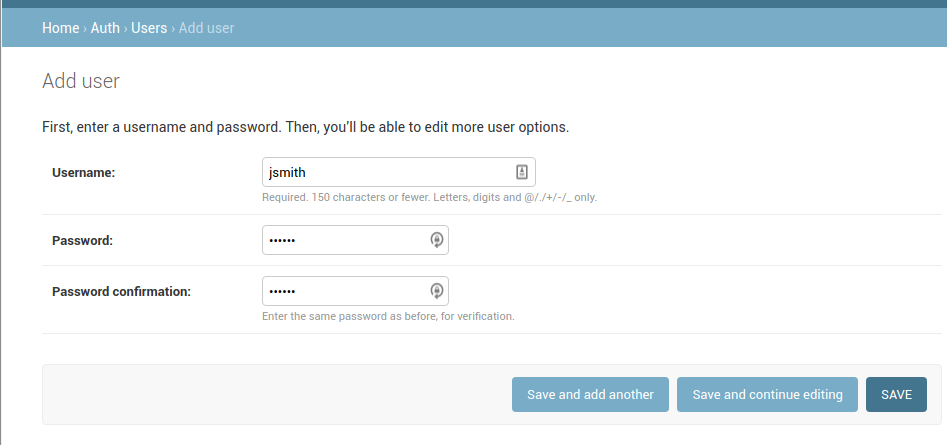 Home › Auth › Users › Add user
Add user
First, enter a username and password. Then, you'll be able to edit more user options.
Username:
jsmith
Required. 150 characters or fewer. Letters, digits and @/./+/-/_ only.
Password:
••••••
Password confirmation:
••••••
Enter the same password as before, for verification.
Save and add another
Save and continue editing
SAVE